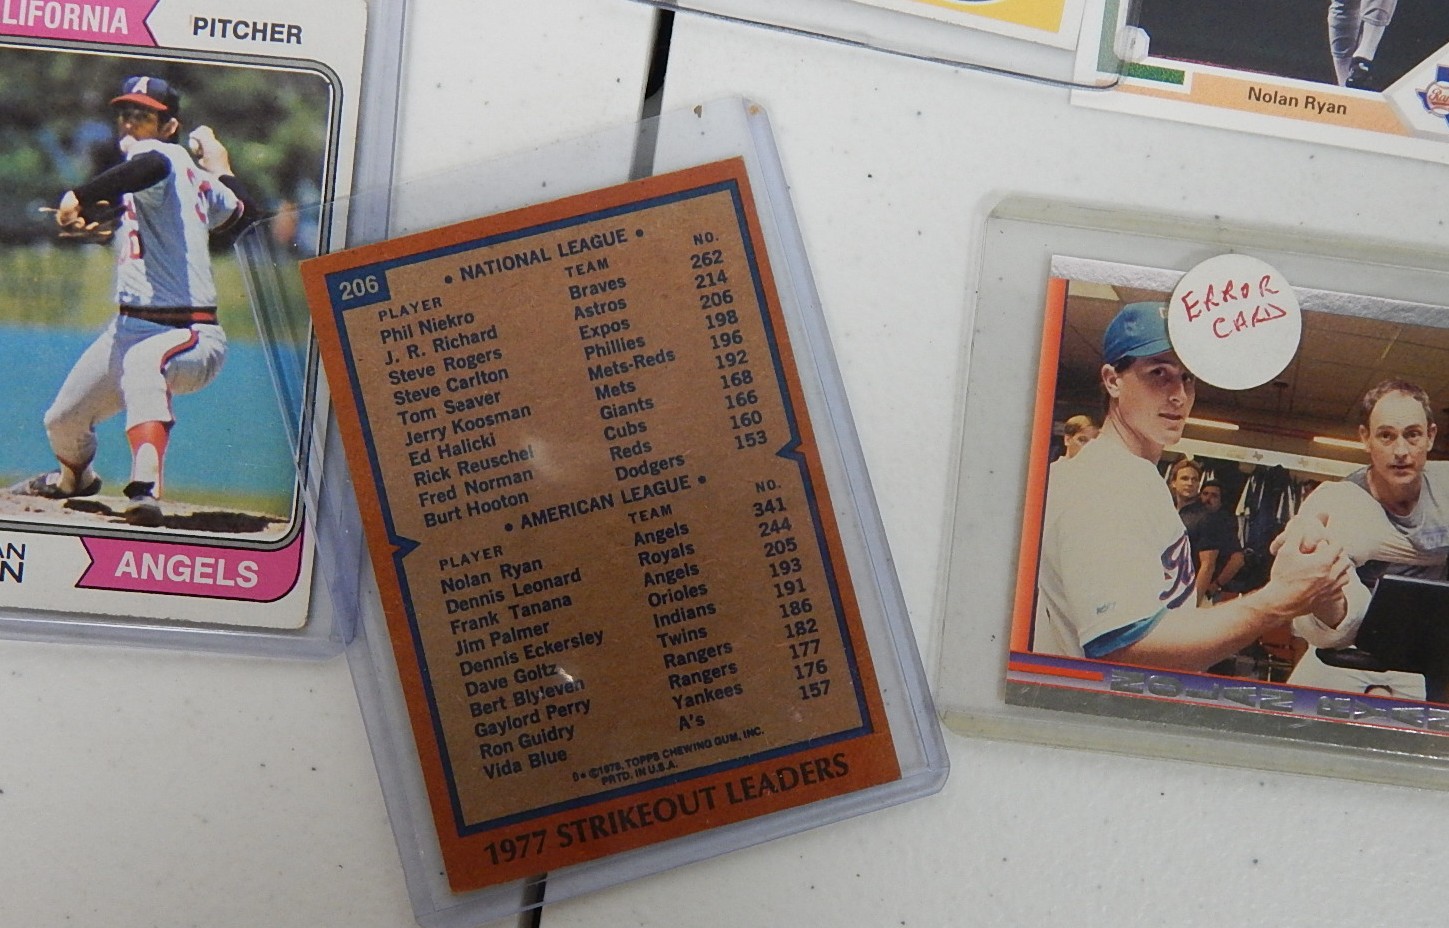 LIFORNIA PITCHER
AN
N
ANGELS
206
• NATIONAL LEAGUE •
PLAYER TEAM NO.
Phil Niekro Braves 262
J. R. Richard Astros 214
Steve Rogers Expos 206
Steve Carlton Phillies 198
Tom Seaver Mets-Reds 196
Jerry Koosman Mets 192
Ed Halicki Giants 168
Rick Reuschel Cubs 166
Fred Norman Reds 160
Burt Hooton Dodgers 153
• AMERICAN LEAGUE •
PLAYER TEAM NO.
Nolan Ryan Angels 341
Dennis Leonard Royals 244
Frank Tanana Angels 205
Jim Palmer Orioles 193
Dennis Eckersley Indians 191
Dave Goltz Twins 186
Bert Blyleven Rangers 182
Gaylord Perry Rangers 177
Ron Guidry Yankees 176
Vida Blue A's 157
©1978, TOPPS CHEWING GUM, INC.
PRTD. IN U.S.A.
1977 STRIKEOUT LEADERS
Nolan Ryan
ERROR
CARD
NOLAN RYAN